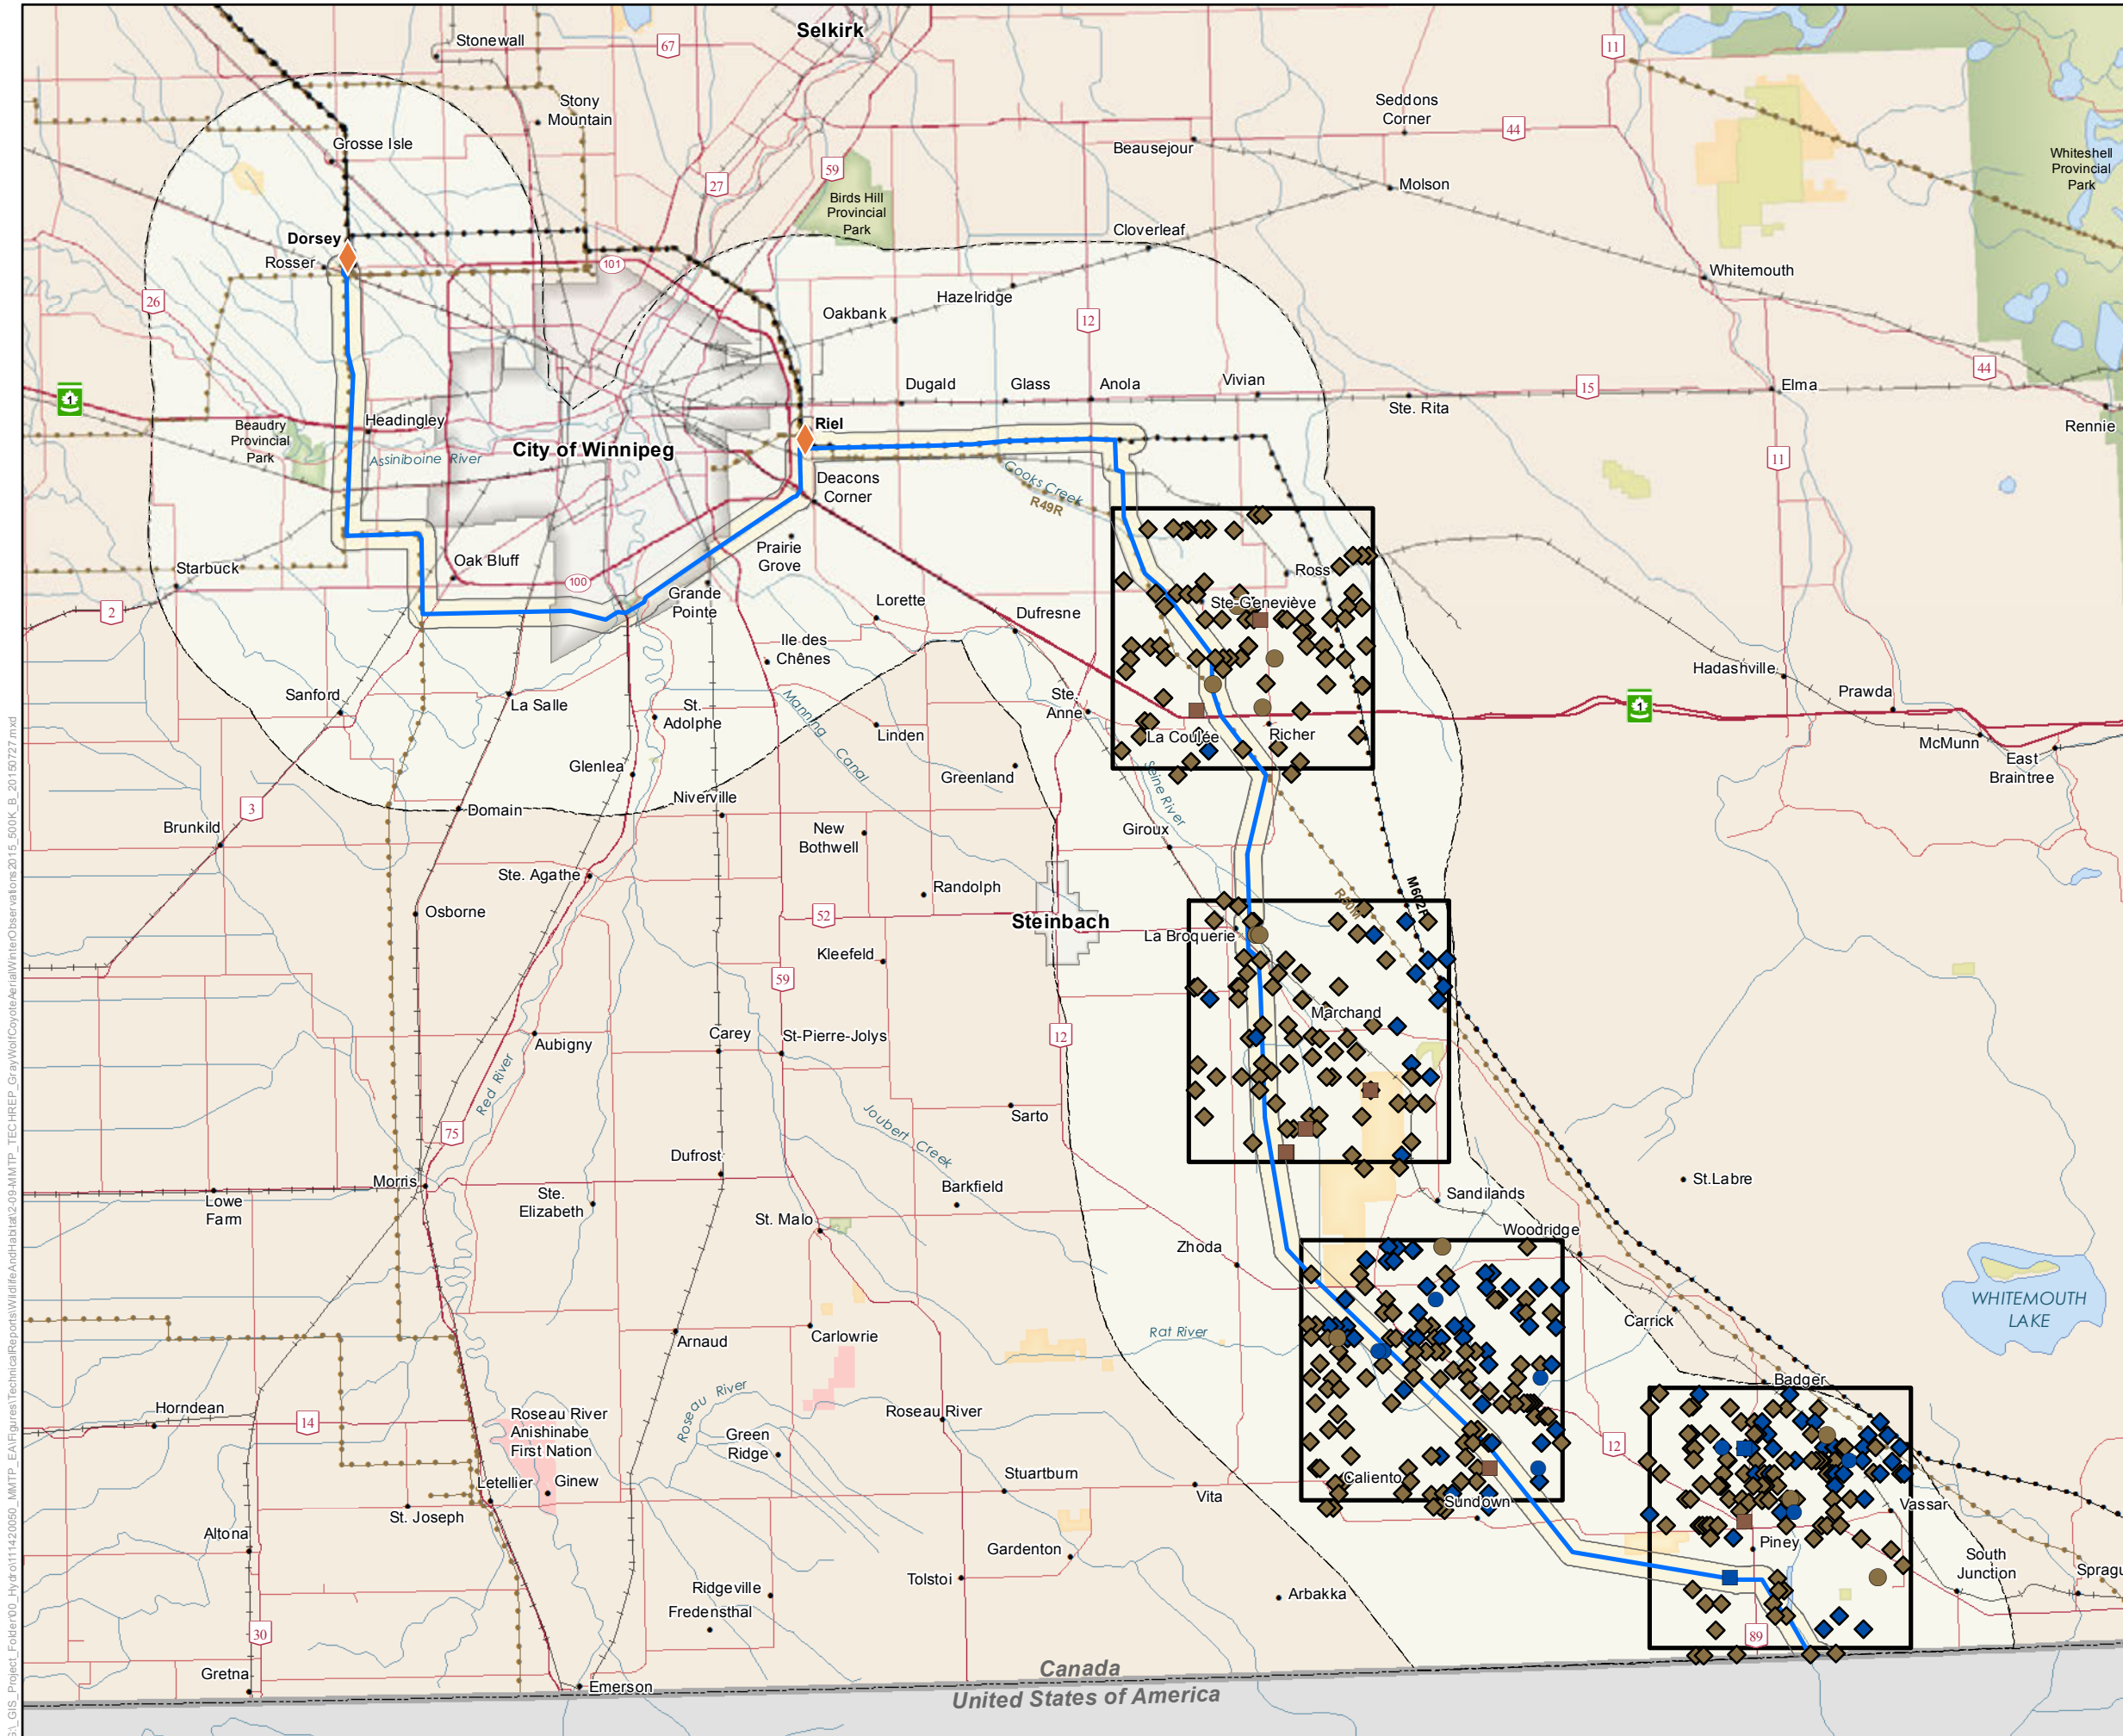 Selkirk
Stonewall
67
11
Stony
Mountain
Seddons
Corner
44
Grosse Isle
Beausejour
Whiteshell
Provincial
Park
59
27
Molson
Birds Hill
Provincial
Park
Cloverleaf
Dorsey
Rosser
101
Whitemouth
26
Hazelridge
Oakbank
12
44
1
Dugald
Glass
Anola
Vivian
15
Elma
Ste. Rita
Headingley
Riel
Beaudry
Provincial
Park
Rennie
City of Winnipeg
Assiniboine River
11
Deacons
Corner
Cooks Creek
R49R
Prairie
Grove
Oak Bluff
Starbuck
100
Ross
2
Grande
Pointe
Lorette
Dufresne
Ste-Geneviève
Ile des
Chênes
Hadashville
Sanford
La Salle
St.
Adolphe
Ste.
Anne
Prawda
1
Manning Canal
Linden
La Coulée
Richer
McMunn
East
Braintree
Glenlea
Greenland
Seine River
Niverville
3
Domain
Brunkild
New
Bothwell
Giroux
Ste. Agathe
Randolph
R50M
M602F
Osborne
52
Steinbach
La Broquerie
Kleefeld
59
Marchand
Carey
St-Pierre-Jolys
12
Aubigny
Red River
Joubert Creek
Sarto
75
Dufrost
Morris
Lowe
Farm
Ste.
Elizabeth
Barkfield
St.Labre
Sandilands
St. Malo
Woodridge
Zhoda
WHITEMOUTH
LAKE
Carrick
Rat River
Arnaud
Carlowrie
Badger
Roseau River
Horndean
14
Roseau River
Anishinabe
First Nation
Roseau River
Green
Ridge
12
Letellier
Ginew
Stuartburn
Caliento
Vita
Sundown
Vassar
St. Joseph
Altona
Gardenton
Piney
South
Junction
Tolstoi
Ridgeville
Arbakka
Spragu
Fredensthal
30
89
Gretna
Canada
Emerson
United States of America